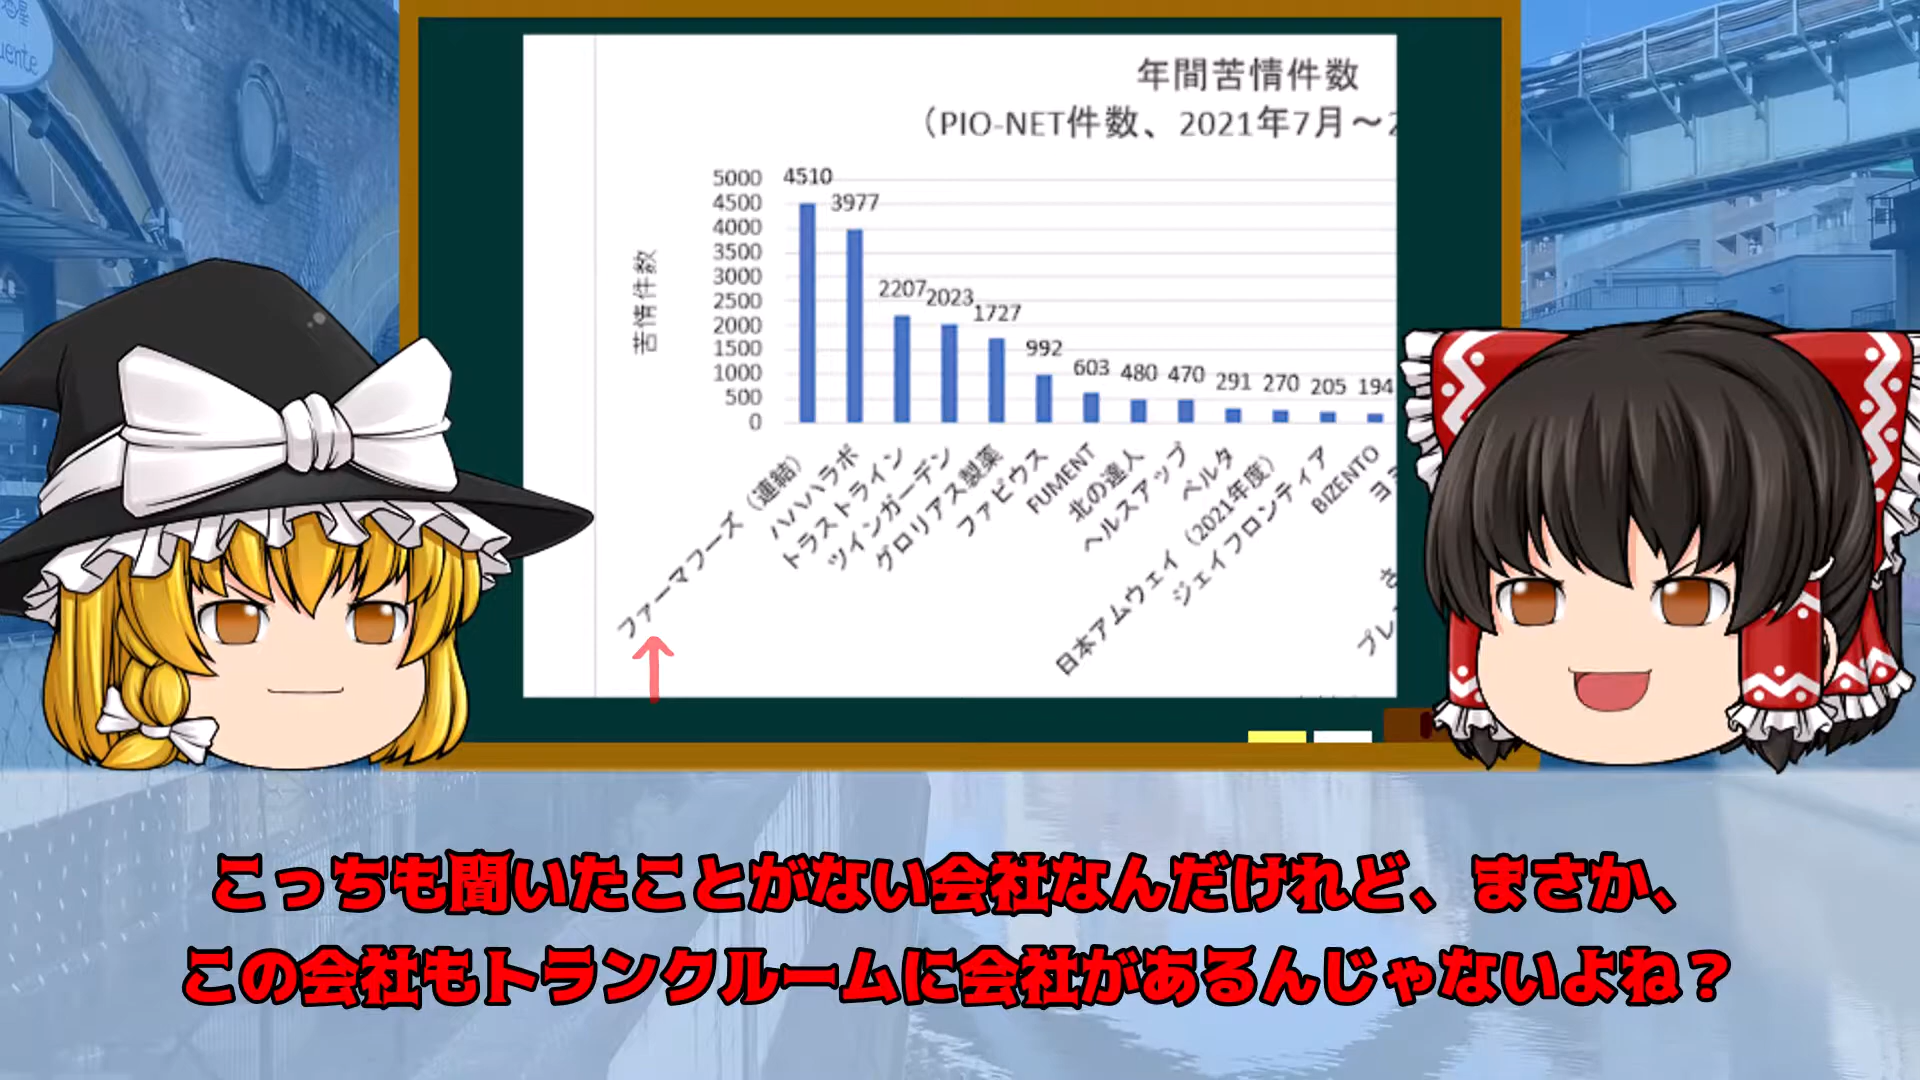 年間苦情件数
（PIO-NET件数、2021年7月～2
苦情件数
5000
4500
4000
3500
3000
2500
2000
1500
1000
500
0
4510
3977
2207
2023
1727
992
603
480
470
291
270
205
194
ファーマフーズ（連結）
ハハハラボ
トラストライン
ツインガーデン
グロリアス製薬
ファビウス
FUMENT
北の達人
ヘルスアップ
ベルタ
日本アムウェイ（2021年度）
ジェイフロンティア
BIZENTO
ヨ
さ
プレ
こっちも聞いたことがない会社なんだけれど、まさか、
この会社もトランクルームに会社があるんじゃないよね？